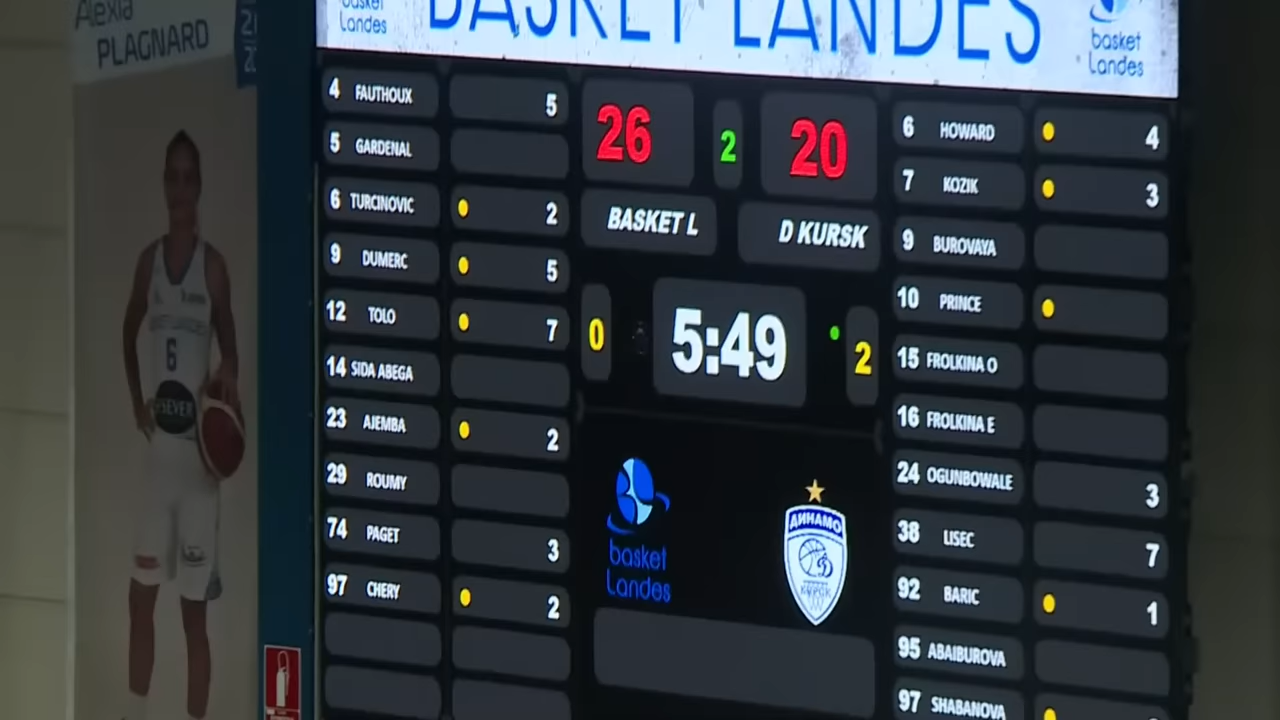 Alexia
PLAGNARD
basket
Landes
BASKET LANDES
basket
Landes
4 FAUTHOUX 5
5 GARDENAL
6 TURCINOVIC 2
9 DUMERC 5
12 TOLO 7
14 SIDA ABEGA
23 AJEMBA 2
29 ROUMY
74 PAGET 3
97 CHERY 2
26 2 20
BASKET L D KURSK
0 5:49 2
basket
Landes
ДИНАМО
КУРСК
6 HOWARD 4
7 KOZIK 3
9 BUROVAYA
10 PRINCE
15 FROLKINA O
16 FROLKINA E
24 OGUNBOWALE 3
38 LISEC 7
92 BARIC 1
95 ABAIBUROVA
97 SHABANOVA
6